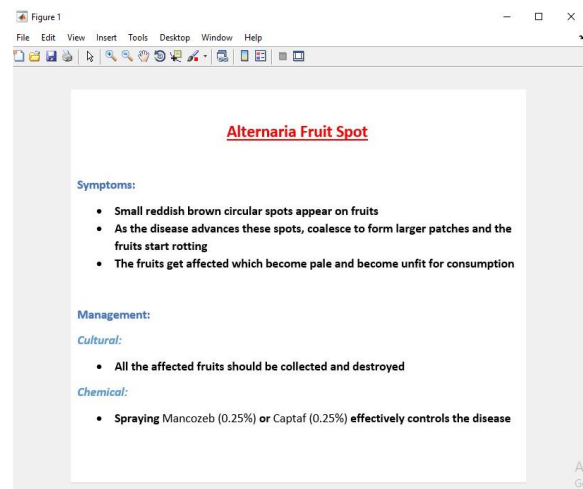 Figure 1
File Edit View Insert Tools Desktop Window Help
Alternaria Fruit Spot
Symptoms:
• Small reddish brown circular spots appear on fruits
• As the disease advances these spots, coalesce to form larger patches and the
fruits start rotting
• The fruits get affected which become pale and become unfit for consumption
Management:
Cultural:
• All the affected fruits should be collected and destroyed
Chemical:
• Spraying Mancozeb (0.25%) or Captaf (0.25%) effectively controls the disease